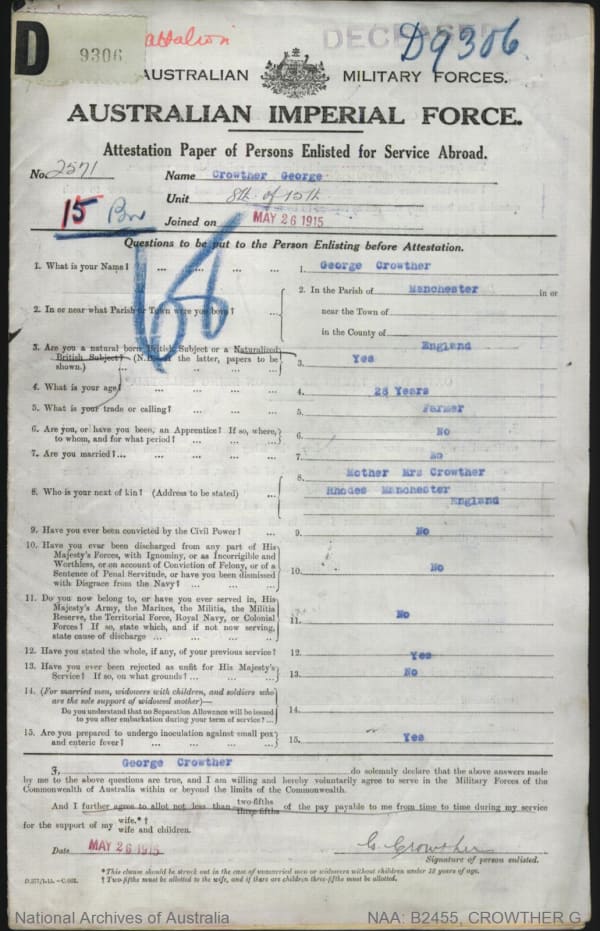 D
9306
Battalion
DECEASED
D9306
AUSTRALIAN MILITARY FORCES.
AUSTRALIAN IMPERIAL FORCE.
Attestation Paper of Persons Enlisted for Service Abroad.
No. 2571
Name Crowther George
Unit 8th of 15th
15 Bn
Joined on MAY 26 1915
Questions to be put to the Person Enlisting before Attestation.
1. What is your Name? ... ... ... ... 1. George Crowther
2. In or near what Parish or Town were you born? ... 2. In the Parish of Manchester in or
near the Town of
in the County of
England
3. Are you a natural born British Subject or a Naturalized
British Subject? (N.B. If the latter, papers to be
shown.) ... 3. Yes
4. What is your age? ... ... ... ... 4. 26 Years
5. What is your trade or calling? ... ... ... 5. Farmer
6. Are you, or have you been, an Apprentice? If so, where,
to whom, and for what period? ... ... ... 6. No
7. Are you married?... ... ... ... ... 7. No
8. Who is your next of kin? (Address to be stated) ... 8. Mother Mrs Crowther
Rhodes Manchester
England
9. Have you ever been convicted by the Civil Power? ... 9. No
10. Have you ever been discharged from any part of His
Majesty's Forces, with Ignominy, or as Incorrigible and
Worthless, or on account of Conviction of Felony, or of a
Sentence of Penal Servitude, or have you been dismissed
with Disgrace from the Navy? ... ... ... 10. No
11. Do you now belong to, or have you ever served in, His
Majesty's Army, the Marines, the Militia, the Militia
Reserve, the Territorial Force, Royal Navy, or Colonial
Forces? If so, state which, and if not now serving,
state cause of discharge ... ... ... ... 11. No
12. Have you stated the whole, if any, of your previous service? 12. Yes
13. Have you ever been rejected as unfit for His Majesty's
Service? If so, on what grounds? ... ... ... 13. No
14. (For married men, widowers with children, and soldiers who
are the sole support of widowed mother)—
Do you understand that no Separation Allowance will be issued
to you after embarkation during your term of service? ... 14.
15. Are you prepared to undergo inoculation against small pox
and enteric fever? ... ... ... ... 15. Yes
I, George Crowther do solemnly declare that the above answers made
by me to the above questions are true, and I am willing and hereby voluntarily agree to serve in the Military Forces of the
Commonwealth of Australia within or beyond the limits of the Commonwealth.
And I further agree to allot not less than two-fifths three-fifths of the pay payable to me from time to time during my service
for the support of my wife.*† wife and children.
Date MAY 26 1915
G. Crowther
Signature of person enlisted.
*This clause should be struck out in the case of unmarried men or widowers without children under 18 years of age.
† Two-fifths must be allotted to the wife, and if there are children three-fifths must be allotted.
National Archives of Australia
NAA: B2455, CROWTHER G